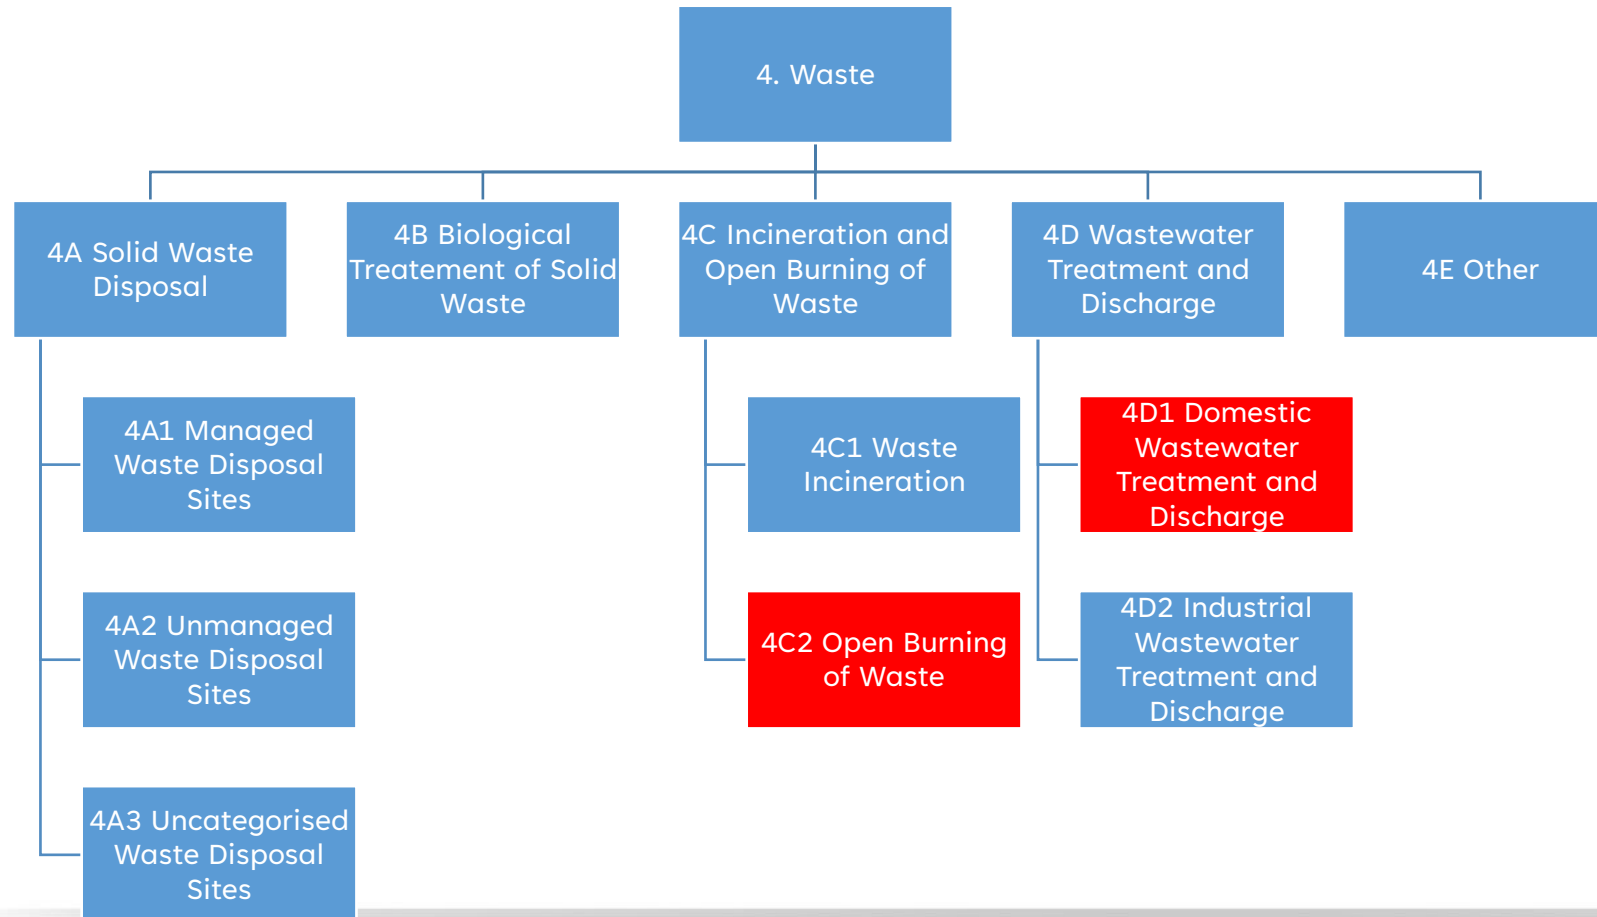 4. Waste
4A Solid Waste
Disposal
4B Biological
Treatement of Solid
Waste
4C Incineration and
Open Burning of
Waste
4D Wastewater
Treatment and
Discharge
4E Other
4A1 Managed
Waste Disposal
Sites
4C1 Waste
Incineration
4D1 Domestic
Wastewater
Treatment and
Discharge
4A2 Unmanaged
Waste Disposal
Sites
4C2 Open Burning
of Waste
4D2 Industrial
Wastewater
Treatment and
Discharge
4A3 Uncategorised
Waste Disposal
Sites